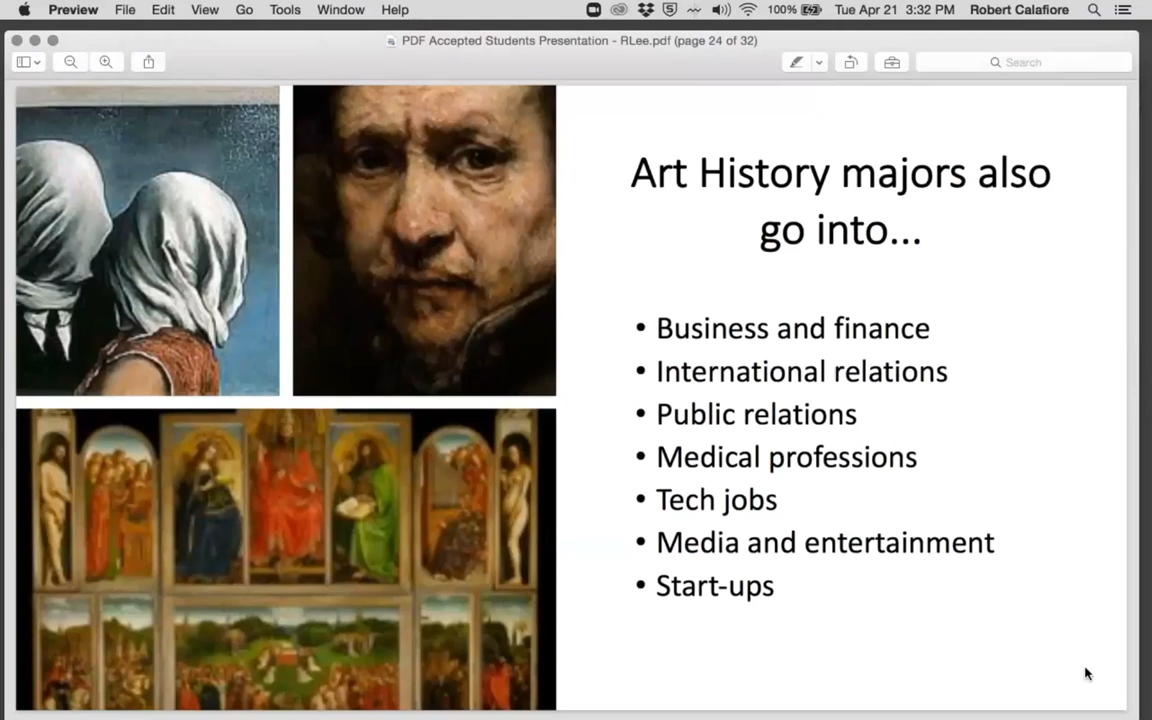 Preview File Edit View Go Tools Window Help 100% Tue Apr 21 3:32 PM Robert Calafiore
PDF Accepted Students Presentation - RLee.pdf (page 24 of 32)
Search
Art History majors also
go into...
• Business and finance
• International relations
• Public relations
• Medical professions
• Tech jobs
• Media and entertainment
• Start-ups